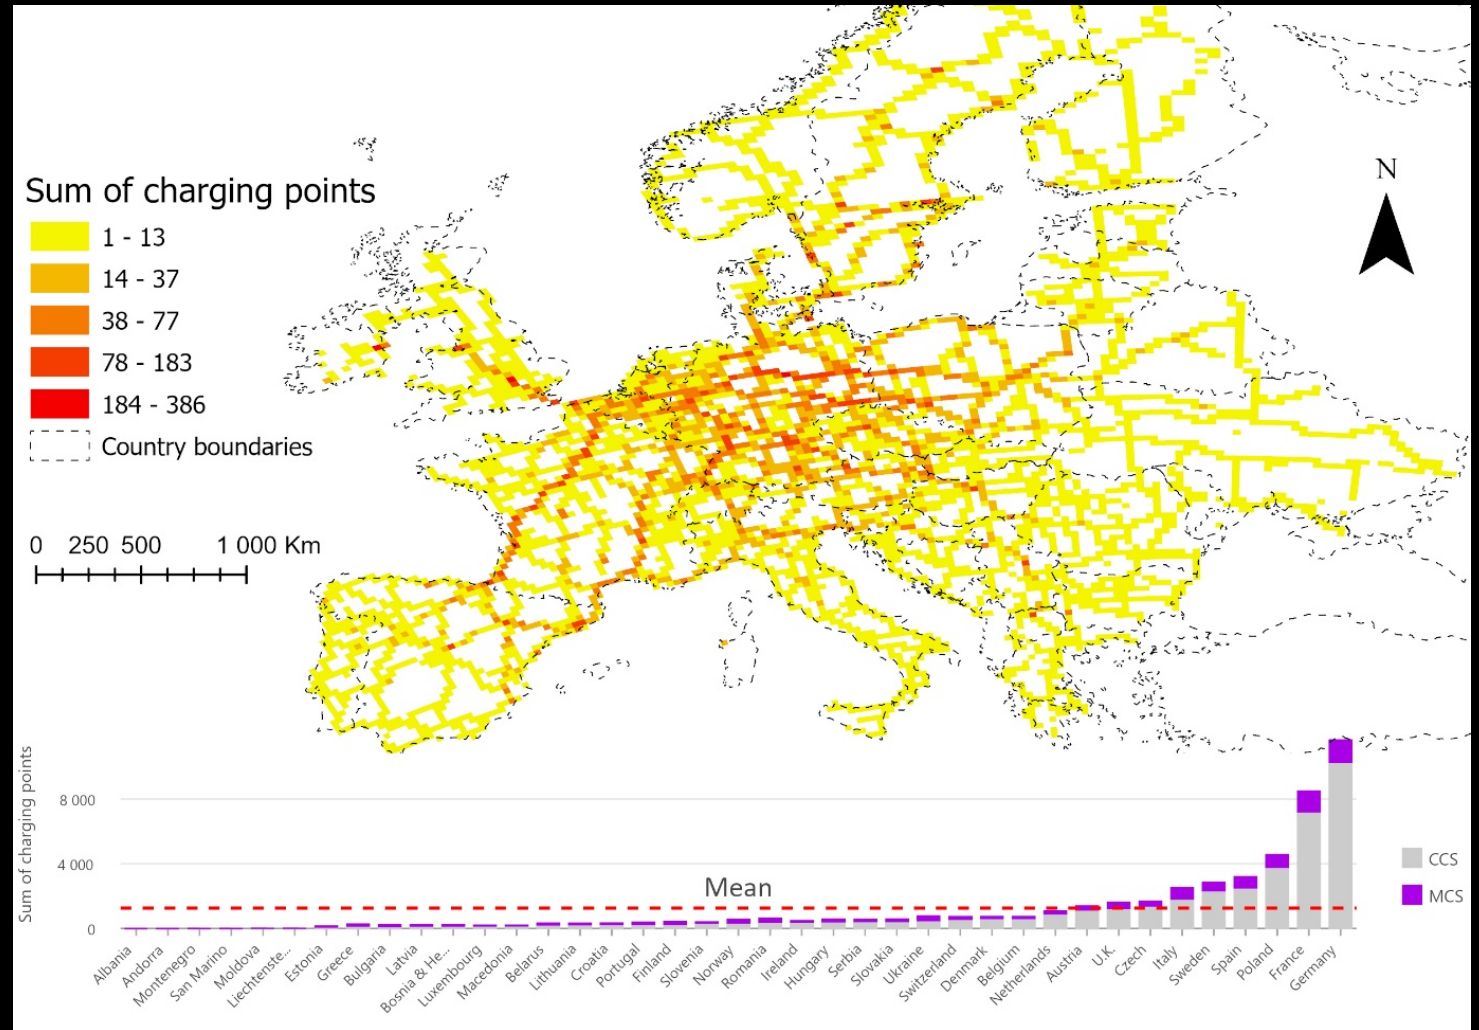 N
Sum of charging points
1 - 13
14 - 37
38 - 77
78 - 183
184 - 386
Country boundaries
0 250 500 1 000 Km
Sum of charging points
8 000
4 000
0
Mean
CCS
MCS
Albania
Andorra
Montenegro
San Marino
Moldova
Liechtenste...
Estonia
Greece
Bulgaria
Latvia
Bosnia & He...
Luxembourg
Macedonia
Belarus
Lithuania
Croatia
Portugal
Finland
Slovenia
Norway
Romania
Ireland
Hungary
Serbia
Slovakia
Ukraine
Switzerland
Denmark
Belgium
Netherlands
Austria
U.K.
Czech
Italy
Sweden
Spain
Poland
France
Germany